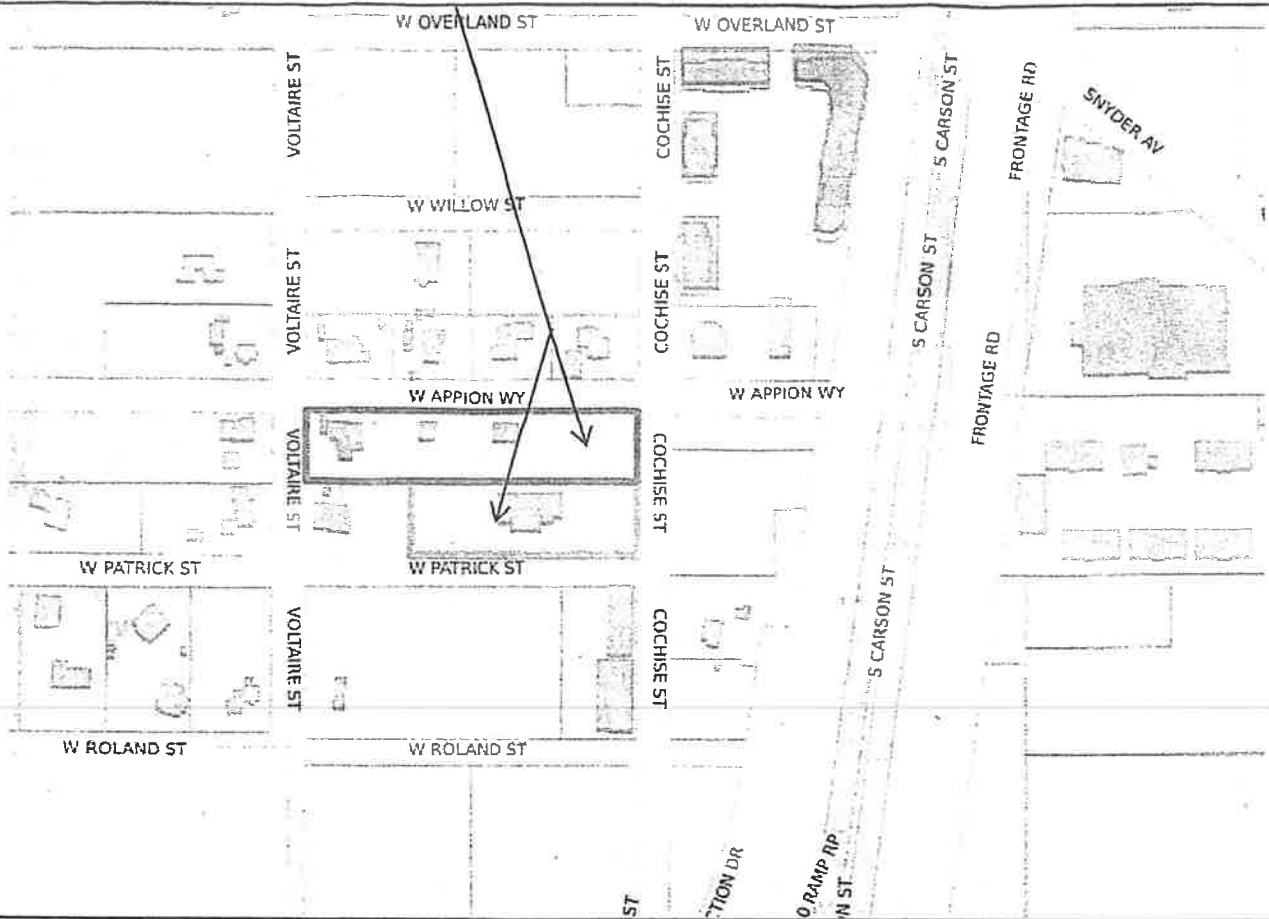 W OVERLAND ST
W OVERLAND ST
VOLTAIRE ST
COCHISE ST
S CARSON ST
FRONTAGE RD
SNYDER AV
W WILLOW ST
VOLTAIRE ST
COCHISE ST
S CARSON ST
FRONTAGE RD
W APPION WY
W APPION WY
VOLTAIRE ST
COCHISE ST
W PATRICK ST
W PATRICK ST
VOLTAIRE ST
COCHISE ST
S CARSON ST
W ROLAND ST
W ROLAND ST
ST
CTION DR
O RAMP RP
N ST